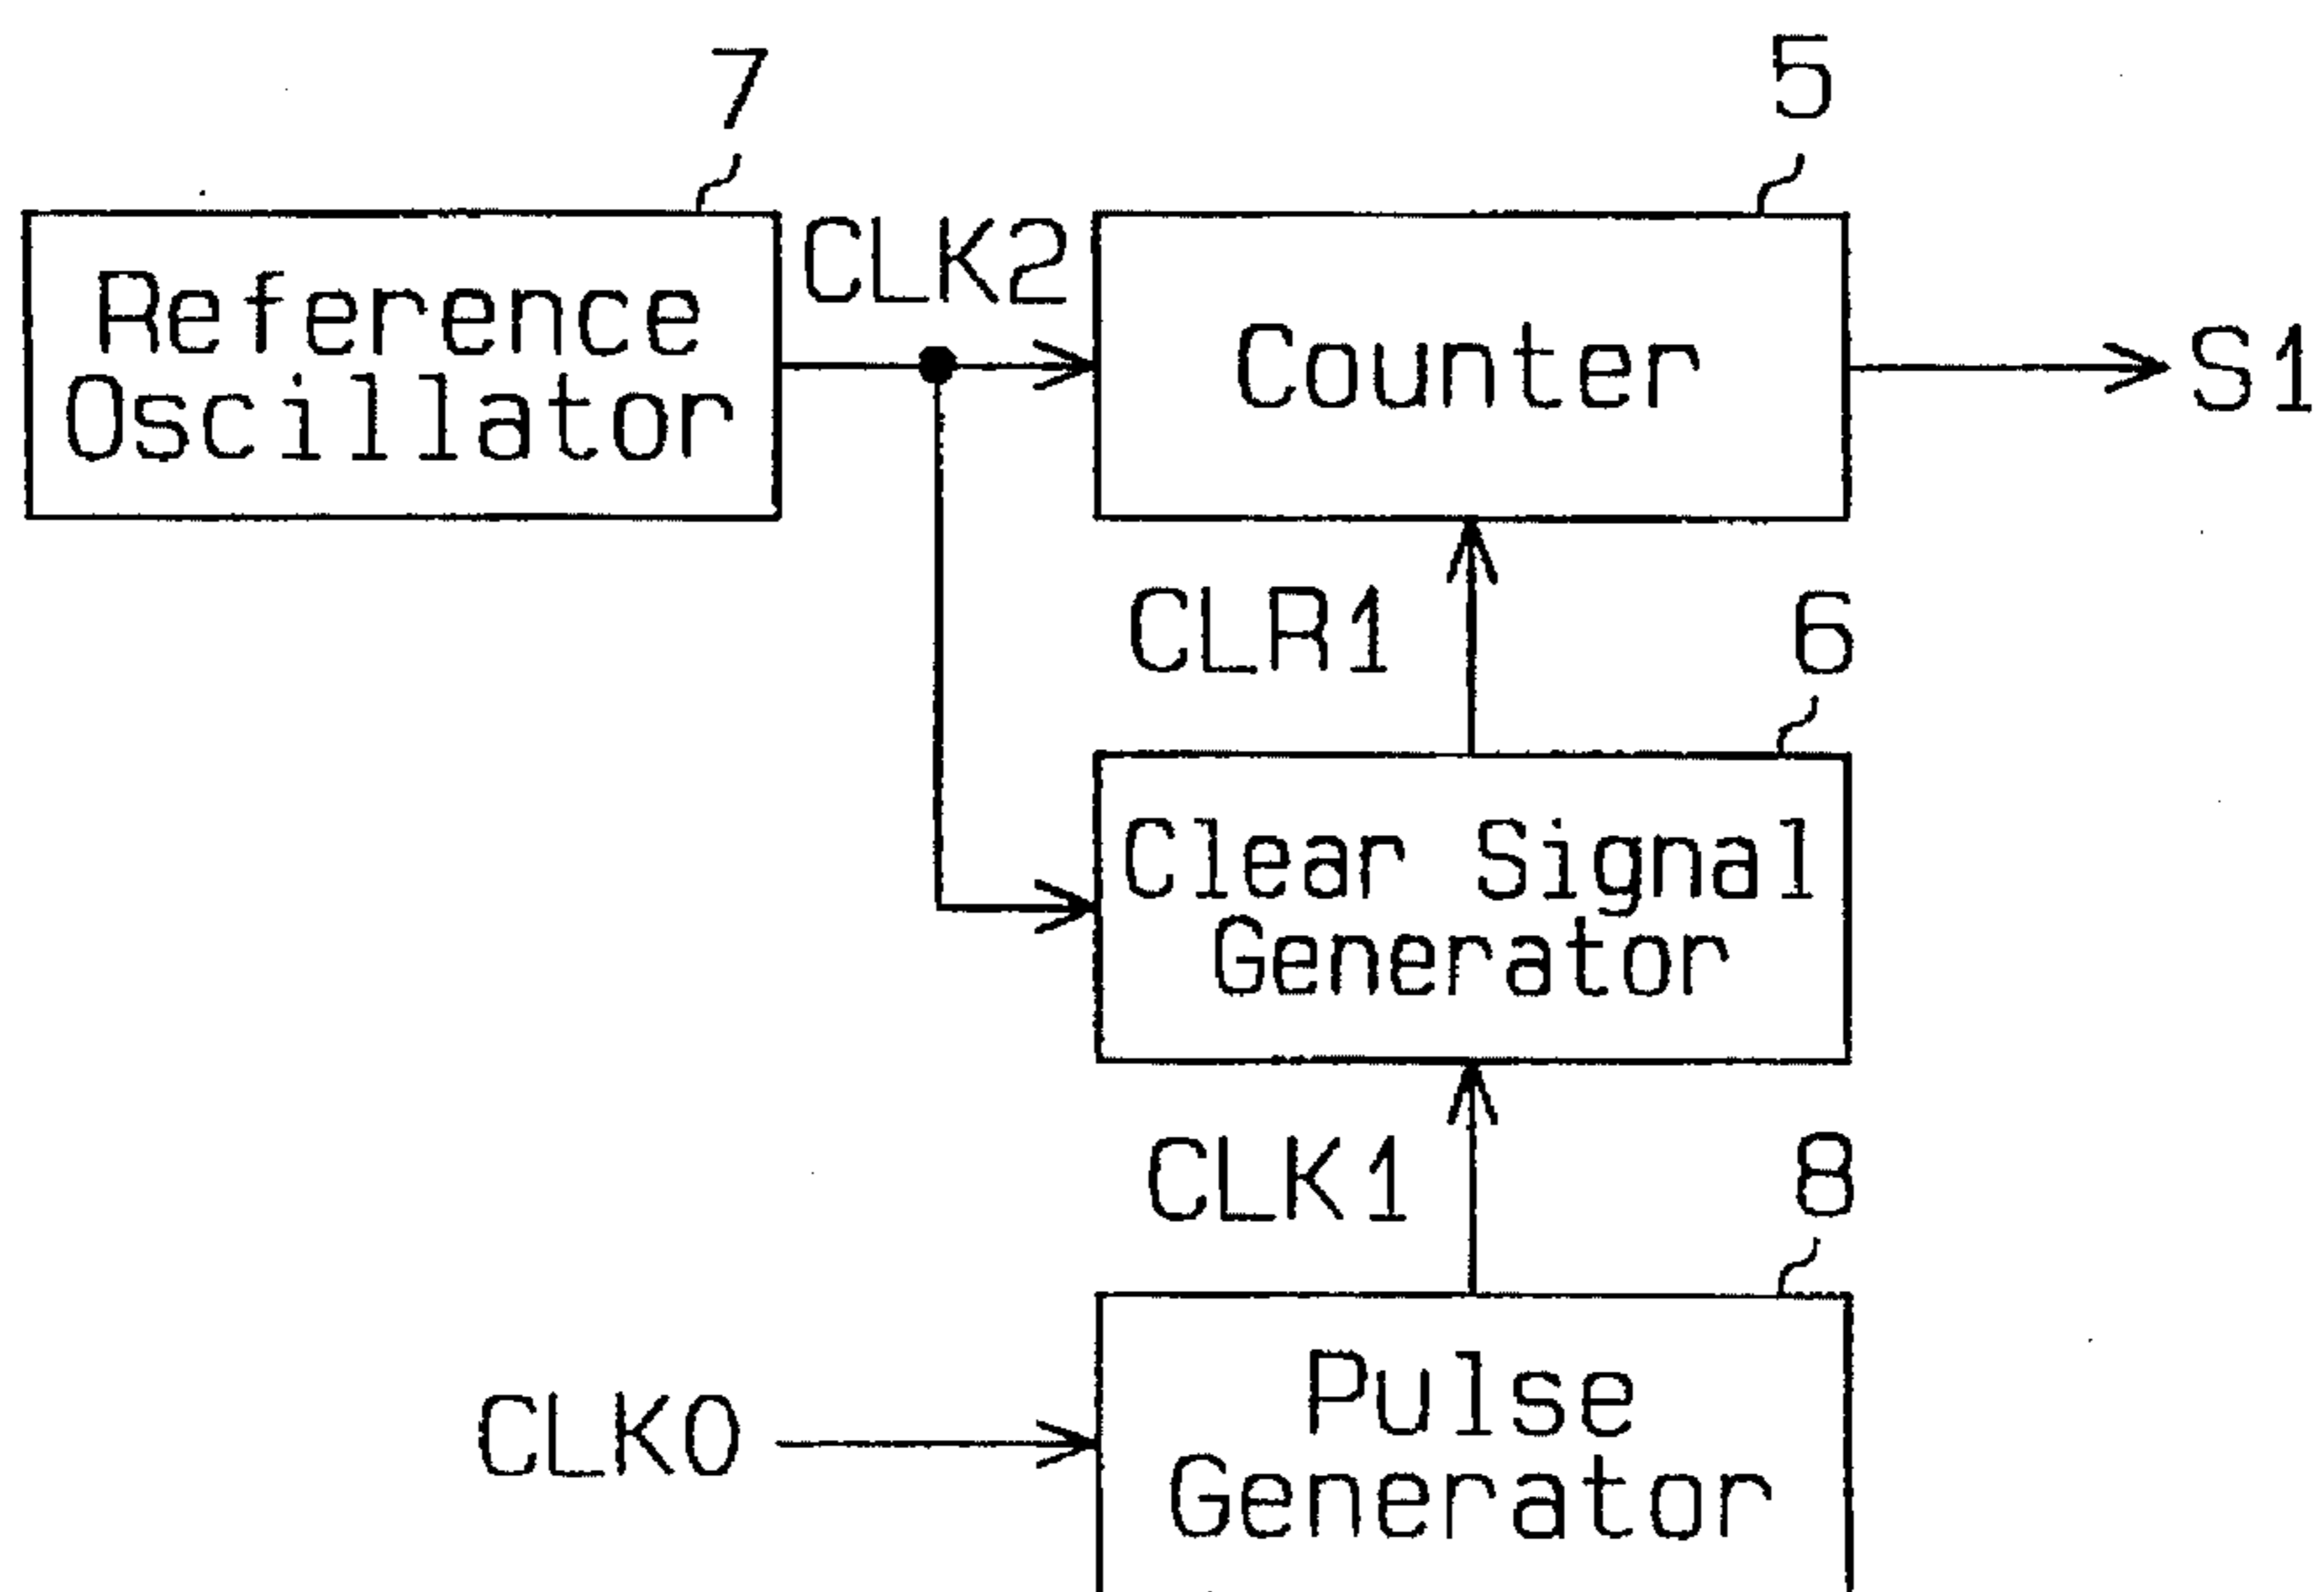 7
5
Reference
Oscillator
CLK2
Counter
S1
CLR1
6
Clear Signal
Generator
CLK1
8
CLK0
Pulse
Generator